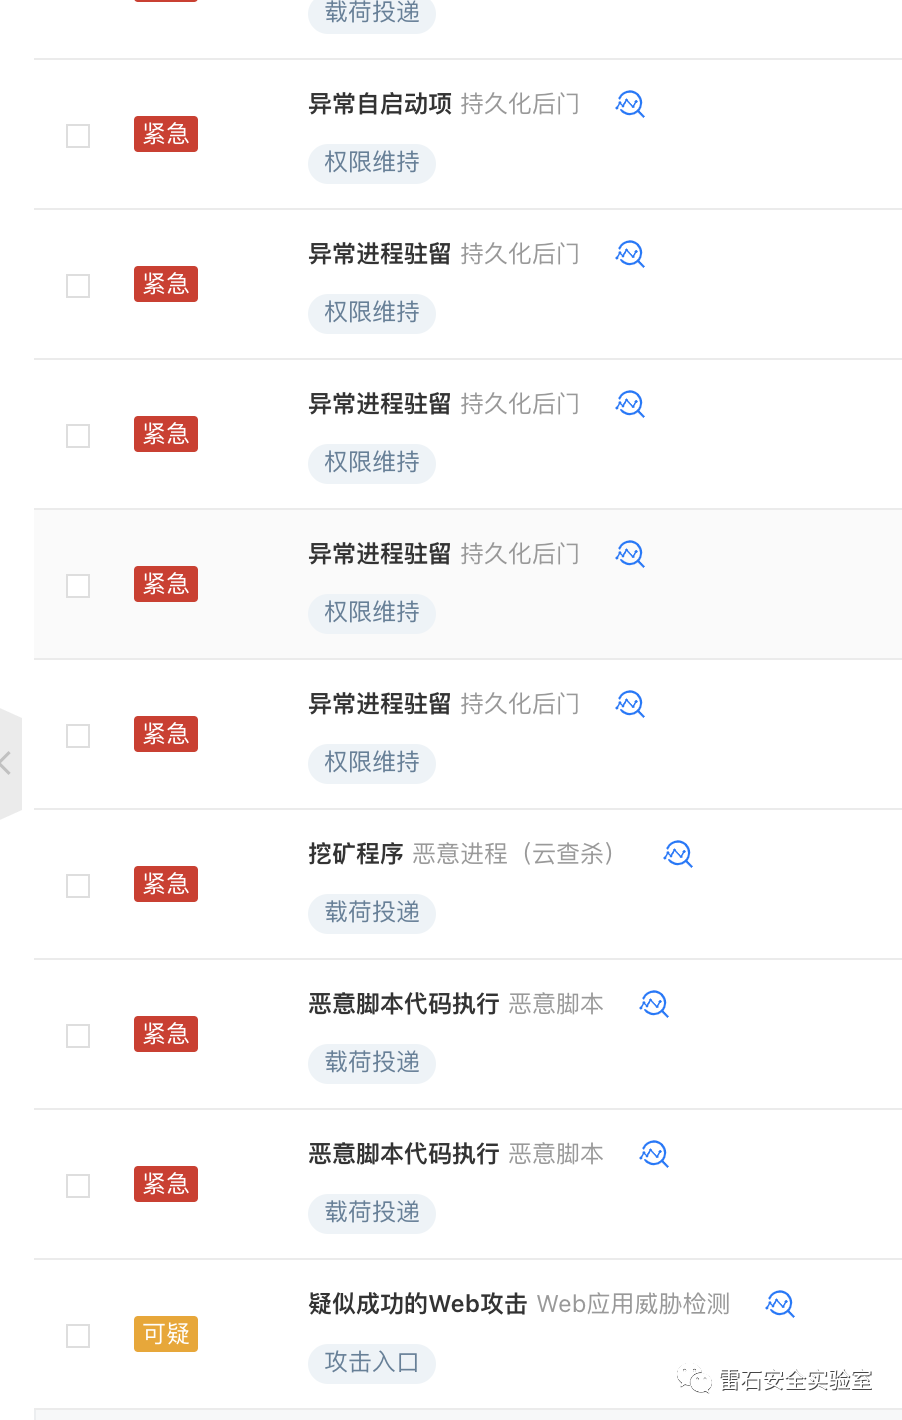 载荷投递
异常自启动项 持久化后门
紧急
权限维持
异常进程驻留 持久化后门
紧急
权限维持
异常进程驻留 持久化后门
紧急
权限维持
异常进程驻留 持久化后门
紧急
权限维持
异常进程驻留 持久化后门
紧急
权限维持
挖矿程序 恶意进程（云查杀）
紧急
载荷投递
恶意脚本代码执行 恶意脚本
紧急
载荷投递
恶意脚本代码执行 恶意脚本
紧急
载荷投递
疑似成功的Web攻击 Web应用威胁检测
可疑
攻击入口
雷石安全实验室